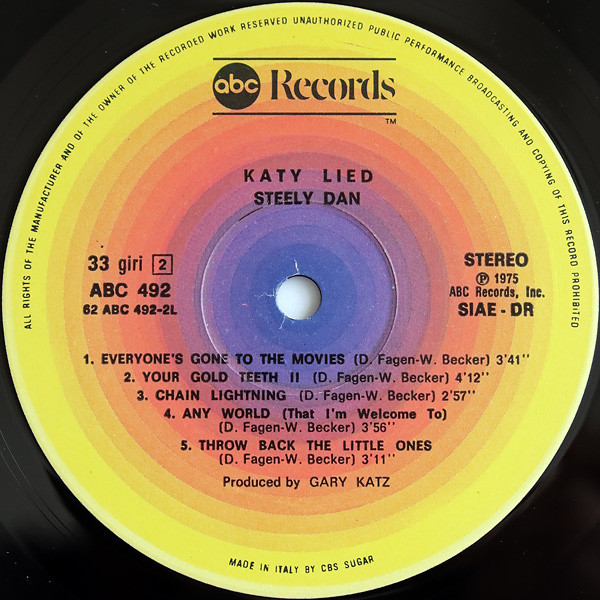 ALL RIGHTS OF THE MANUFACTURER AND OF THE OWNER OF THE RECORDED WORK RESERVED UNAUTHORIZED PUBLIC PERFORMANCE BROADCASTING AND COPYING OF THIS RECORD PROHIBITED
abc Records
TM
KATY LIED
STEELY DAN
33 giri 2
ABC 492
62 ABC 492-2L
STEREO
℗ 1975
ABC Records, Inc.
SIAE - DR
1. EVERYONE'S GONE TO THE MOVIES (D. Fagen-W. Becker) 3'41''
2. YOUR GOLD TEETH II (D. Fagen-W. Becker) 4'12''
3. CHAIN LIGHTNING (D. Fagen-W. Becker) 2'57''
4. ANY WORLD (That I'm Welcome To)
(D. Fagen-W. Becker) 3'56''
5. THROW BACK THE LITTLE ONES
(D. Fagen-W. Becker) 3'11''
Produced by GARY KATZ
MADE IN ITALY BY CBS SUGAR